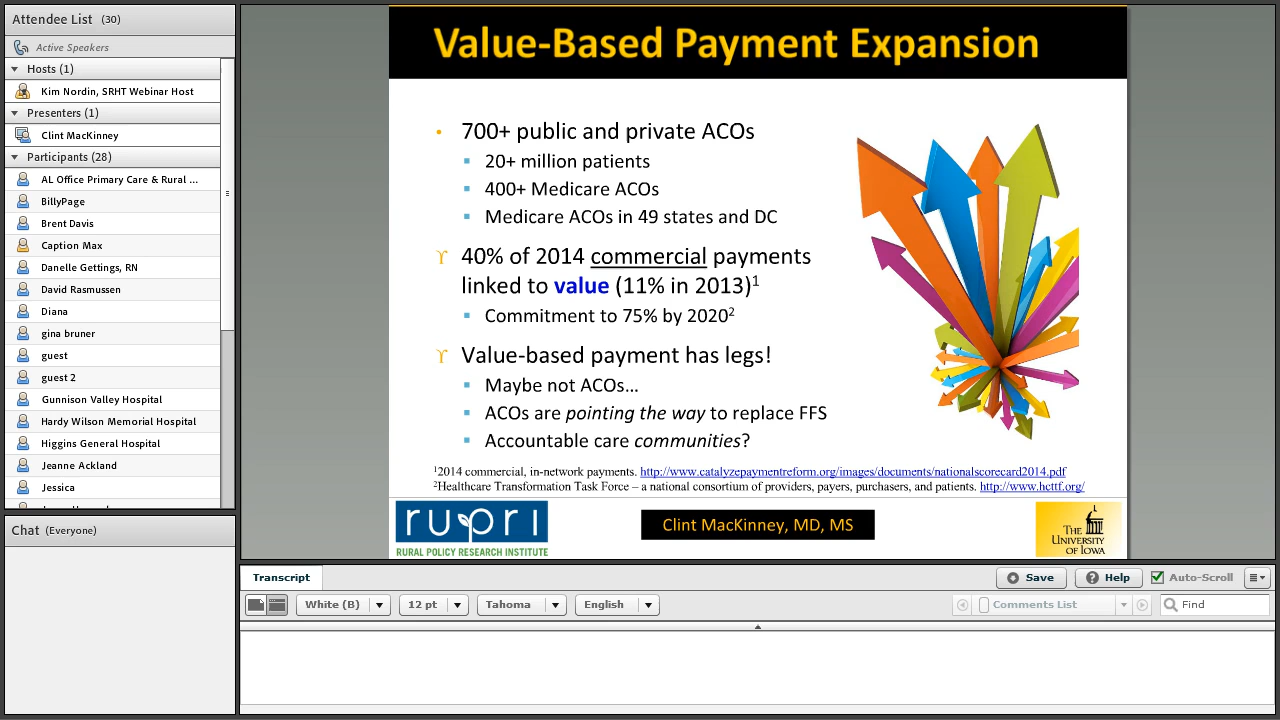 Attendee List (30)
Active Speakers
Hosts (1)
Kim Nordin, SRHT Webinar Host
Presenters (1)
Clint MacKinney
Participants (28)
AL Office Primary Care & Rural ...
BillyPage
Brent Davis
Caption Max
Danelle Gettings, RN
David Rasmussen
Diana
gina bruner
guest
guest 2
Gunnison Valley Hospital
Hardy Wilson Memorial Hospital
Higgins General Hospital
Jeanne Ackland
Jessica
Chat (Everyone)
Value-Based Payment Expansion
• 700+ public and private ACOs
▪ 20+ million patients
▪ 400+ Medicare ACOs
▪ Medicare ACOs in 49 states and DC
ϒ 40% of 2014 commercial payments
linked to value (11% in 2013)¹
▪ Commitment to 75% by 2020²
ϒ Value-based payment has legs!
▪ Maybe not ACOs…
▪ ACOs are pointing the way to replace FFS
▪ Accountable care communities?
¹2014 commercial, in-network payments. http://www.catalyzepaymentreform.org/images/documents/nationalscorecard2014.pdf
²Healthcare Transformation Task Force – a national consortium of providers, payers, purchasers, and patients. http://www.hcttf.org/
rupri
RURAL POLICY RESEARCH INSTITUTE
Clint MacKinney, MD, MS
THE
UNIVERSITY
OF IOWA
Transcript
Save
Help
Auto-Scroll
White (B)
12 pt
Tahoma
English
Comments List
Find